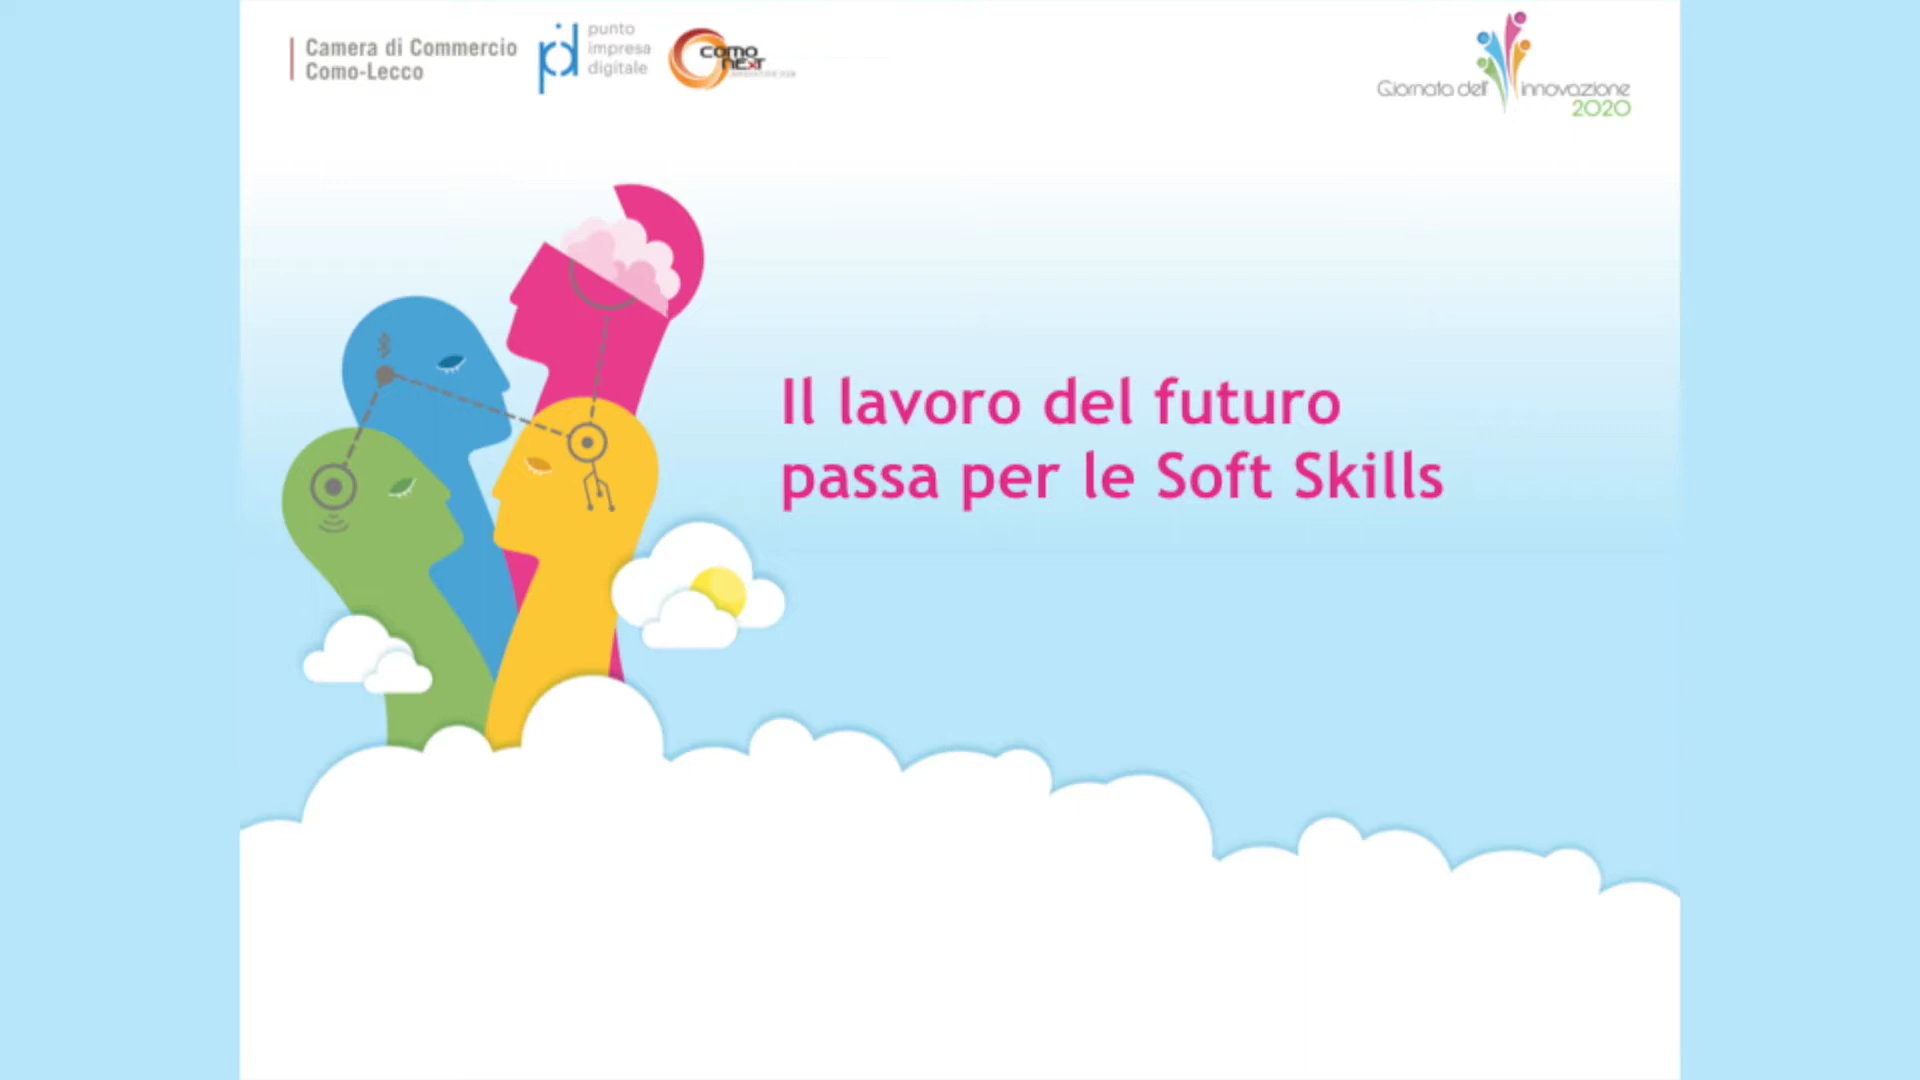 Camera di Commercio
Como-Lecco
pid
punto
impresa
digitale
COMO
NEXT
Giornata dell'innovazione
2020
Il lavoro del futuro
passa per le Soft Skills